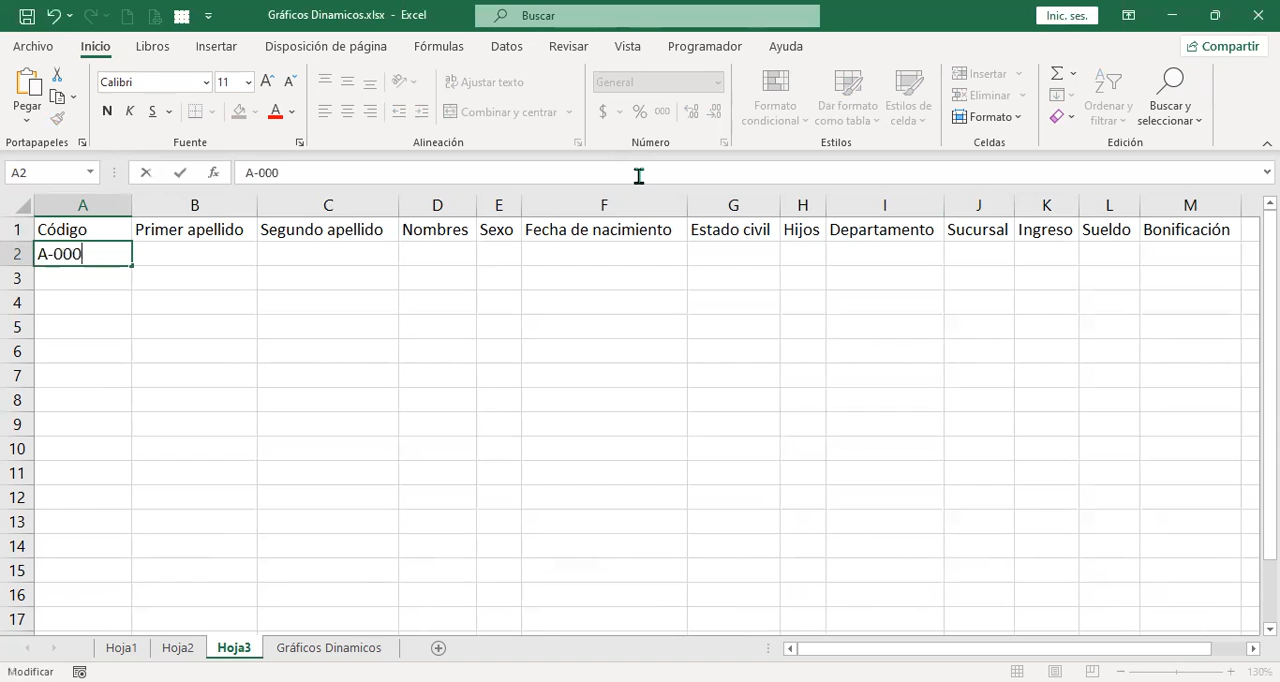 Gráficos Dinamicos.xlsx - Excel
Buscar
Inic. ses.
Archivo Inicio Libros Insertar Disposición de página Fórmulas Datos Revisar Vista Programador Ayuda
Compartir
Pegar
Portapapeles
Calibri 11
N K S
Fuente
Ajustar texto
Combinar y centrar
Alineación
General
$ % 000
Número
Formato condicional
Dar formato como tabla
Estilos de celda
Estilos
Insertar
Eliminar
Formato
Celdas
Ordenar y filtrar
Buscar y seleccionar
Edición
A2 fx A-000
A B C D E F G H I J K L M
1 Código Primer apellido Segundo apellido Nombres Sexo Fecha de nacimiento Estado civil Hijos Departamento Sucursal Ingreso Sueldo Bonificación
2 A-000
3
4
5
6
7
8
9
10
11
12
13
14
15
16
17
Hoja1 Hoja2 Hoja3 Gráficos Dinamicos
Modificar 130%